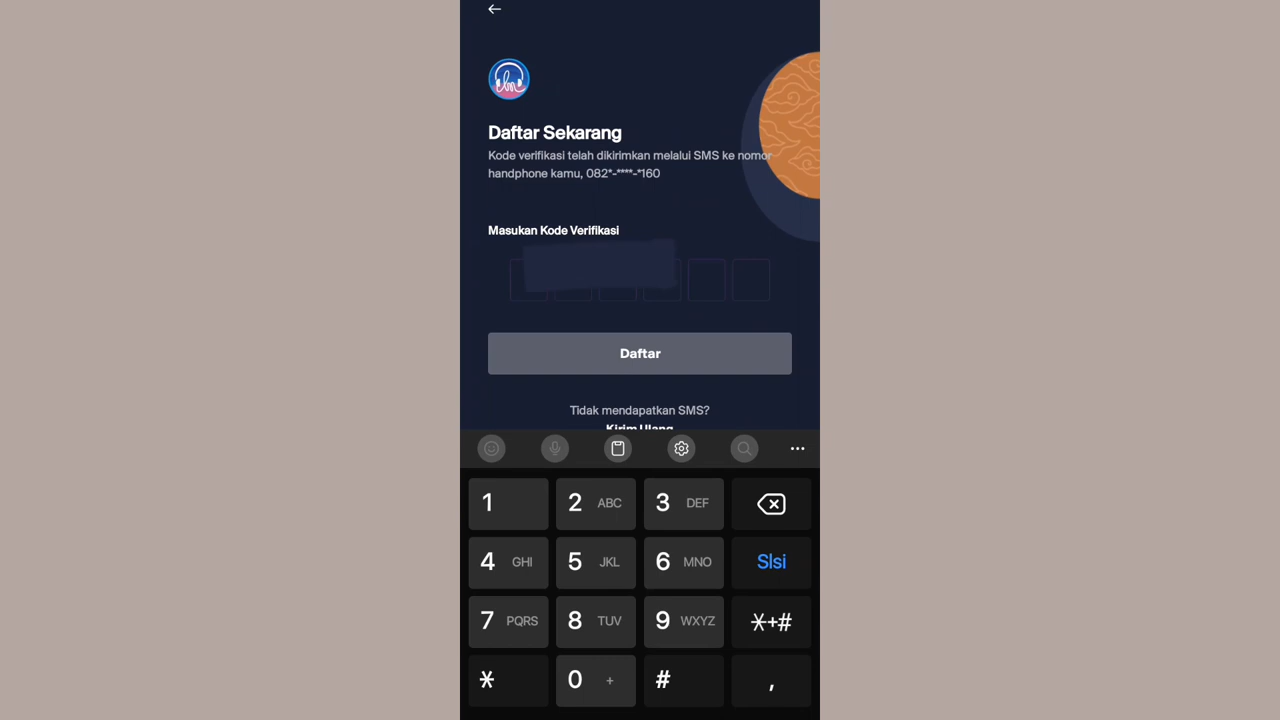 Daftar Sekarang
Kode verifikasi telah dikirimkan melalui SMS ke nomor
handphone kamu, 082*-****-*160
Masukan Kode Verifikasi
Daftar
Tidak mendapatkan SMS?
Kirim Ulang
1 2 ABC 3 DEF
4 GHI 5 JKL 6 MNO Slsi
7 PQRS 8 TUV 9 WXYZ *+#
* 0 + # ,